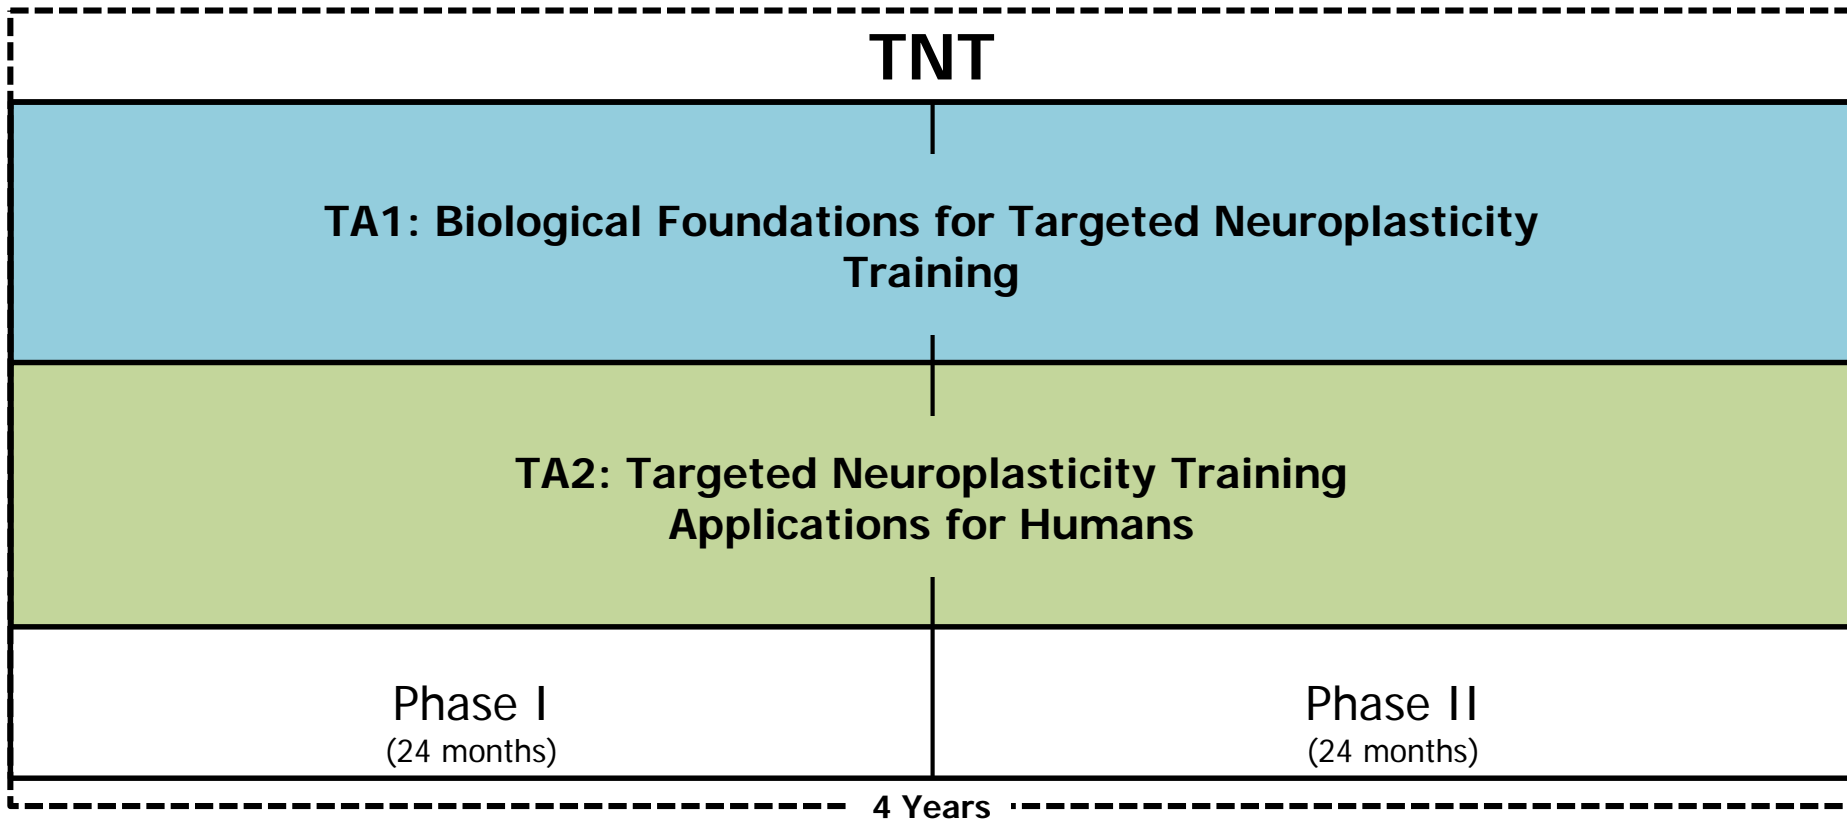 TNT
TA1: Biological Foundations for Targeted Neuroplasticity
Training
TA2: Targeted Neuroplasticity Training
Applications for Humans
Phase I
(24 months)
Phase II
(24 months)
4 Years